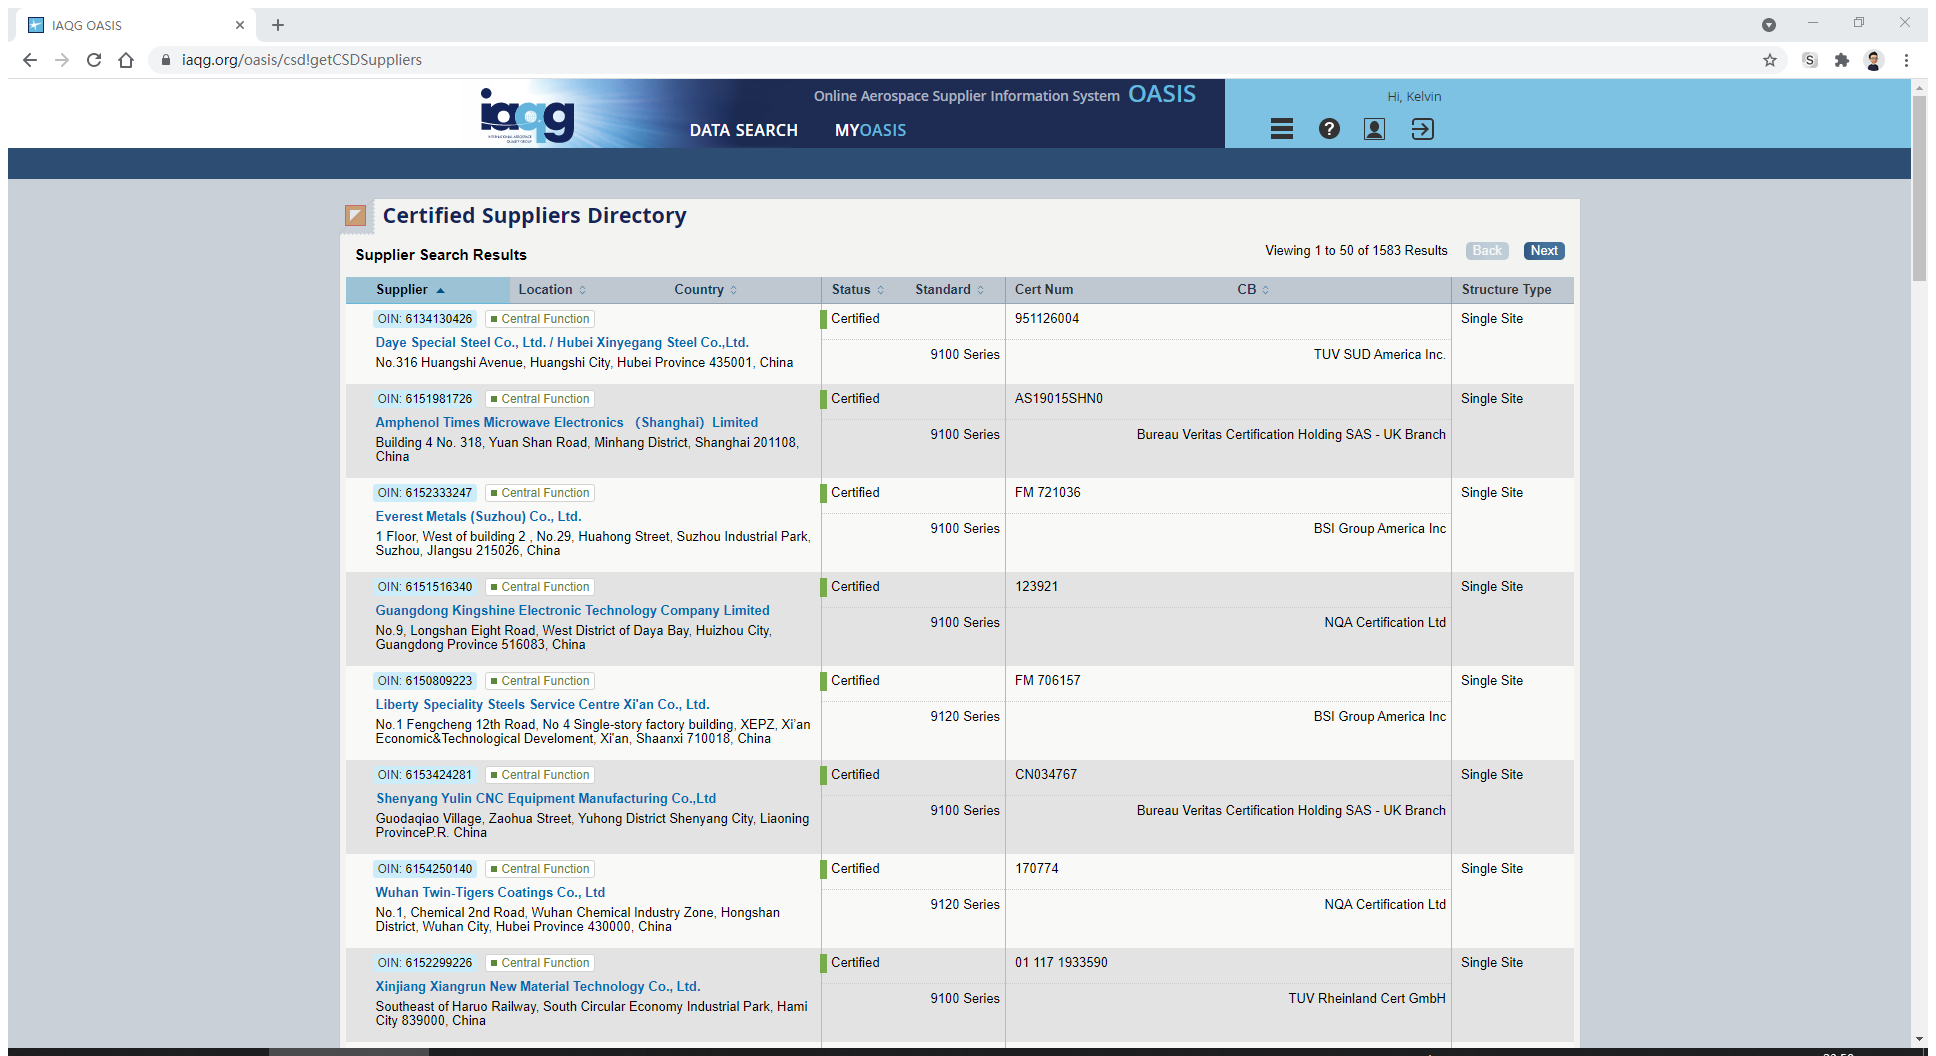 IAQG OASIS
iaqg.org/oasis/csd!getCSDSuppliers
iaqg
Online Aerospace Supplier Information System OASIS
Hi, Kelvin
DATA SEARCH MYOASIS
Certified Suppliers Directory
Supplier Search Results
Viewing 1 to 50 of 1583 Results Back Next
Supplier Location Country Status Standard Cert Num CB Structure Type
OIN: 6134130426 Central Function Certified 951126004 Single Site
Daye Special Steel Co., Ltd. / Hubei Xinyegang Steel Co.,Ltd.
9100 Series TUV SUD America Inc.
No.316 Huangshi Avenue, Huangshi City, Hubei Province 435001, China
OIN: 6151981726 Central Function Certified AS19015SHN0 Single Site
Amphenol Times Microwave Electronics （Shanghai）Limited
9100 Series Bureau Veritas Certification Holding SAS - UK Branch
Building 4 No. 318, Yuan Shan Road, Minhang District, Shanghai 201108,
China
OIN: 6152333247 Central Function Certified FM 721036 Single Site
Everest Metals (Suzhou) Co., Ltd.
9100 Series BSI Group America Inc
1 Floor, West of building 2 , No.29, Huahong Street, Suzhou Industrial Park,
Suzhou, JIangsu 215026, China
OIN: 6151516340 Central Function Certified 123921 Single Site
Guangdong Kingshine Electronic Technology Company Limited
9100 Series NQA Certification Ltd
No.9, Longshan Eight Road, West District of Daya Bay, Huizhou City,
Guangdong Province 516083, China
OIN: 6150809223 Central Function Certified FM 706157 Single Site
Liberty Speciality Steels Service Centre Xi'an Co., Ltd.
9120 Series BSI Group America Inc
No.1 Fengcheng 12th Road, No 4 Single-story factory building, XEPZ, Xi'an
Economic&Technological Develoment, Xi'an, Shaanxi 710018, China
OIN: 6153424281 Central Function Certified CN034767 Single Site
Shenyang Yulin CNC Equipment Manufacturing Co.,Ltd
9100 Series Bureau Veritas Certification Holding SAS - UK Branch
Guodaqiao Village, Zaohua Street, Yuhong District Shenyang City, Liaoning
ProvinceP.R. China
OIN: 6154250140 Central Function Certified 170774 Single Site
Wuhan Twin-Tigers Coatings Co., Ltd
9120 Series NQA Certification Ltd
No.1, Chemical 2nd Road, Wuhan Chemical Industry Zone, Hongshan
District, Wuhan City, Hubei Province 430000, China
OIN: 6152299226 Central Function Certified 01 117 1933590 Single Site
Xinjiang Xiangrun New Material Technology Co., Ltd.
9100 Series TUV Rheinland Cert GmbH
Southeast of Haruo Railway, South Circular Economy Industrial Park, Hami
City 839000, China